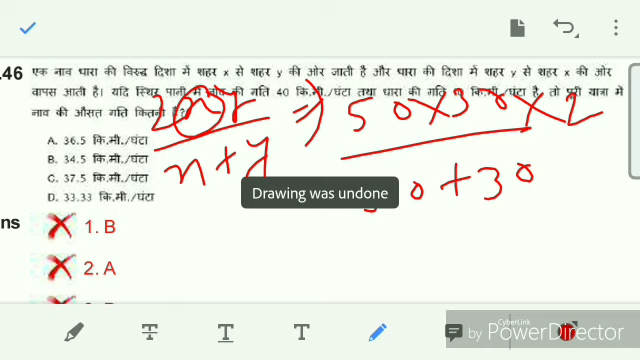 .46 एक नाव धारा की विरुद्ध दिशा में शहर x से शहर y की ओर जाती है और धारा की दिशा में शहर y से शहर x की ओर
वापस आती है। यदि स्थिर पानी में नाव की गति 40 कि.मी./घंटा तथा धारा की गति कि.मी./घंटा है, तो पूरी यात्रा में
नाव की औसत गति कितनी है?
2xy/x+y ⇒ 50×30×2
0+30
A. 36.5 कि.मी./घंटा
B. 34.5 कि.मी./घंटा
C. 37.5 कि.मी./घंटा
D. 33.33 कि.मी./घंटा
Drawing was undone
ns
1. B
2. A
T T T
by CyberLink PowerDirector